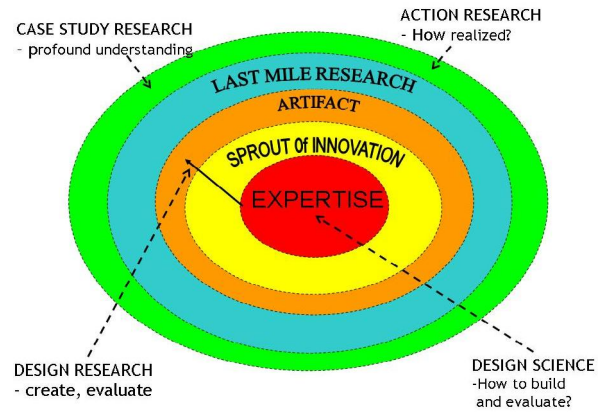 CASE STUDY RESEARCH
- profound understanding
ACTION RESEARCH
- How realized?
LAST MILE RESEARCH
ARTIFACT
SPROUT of INNOVATION
EXPERTISE
DESIGN RESEARCH
- create, evaluate
DESIGN SCIENCE
-How to build
and evaluate?